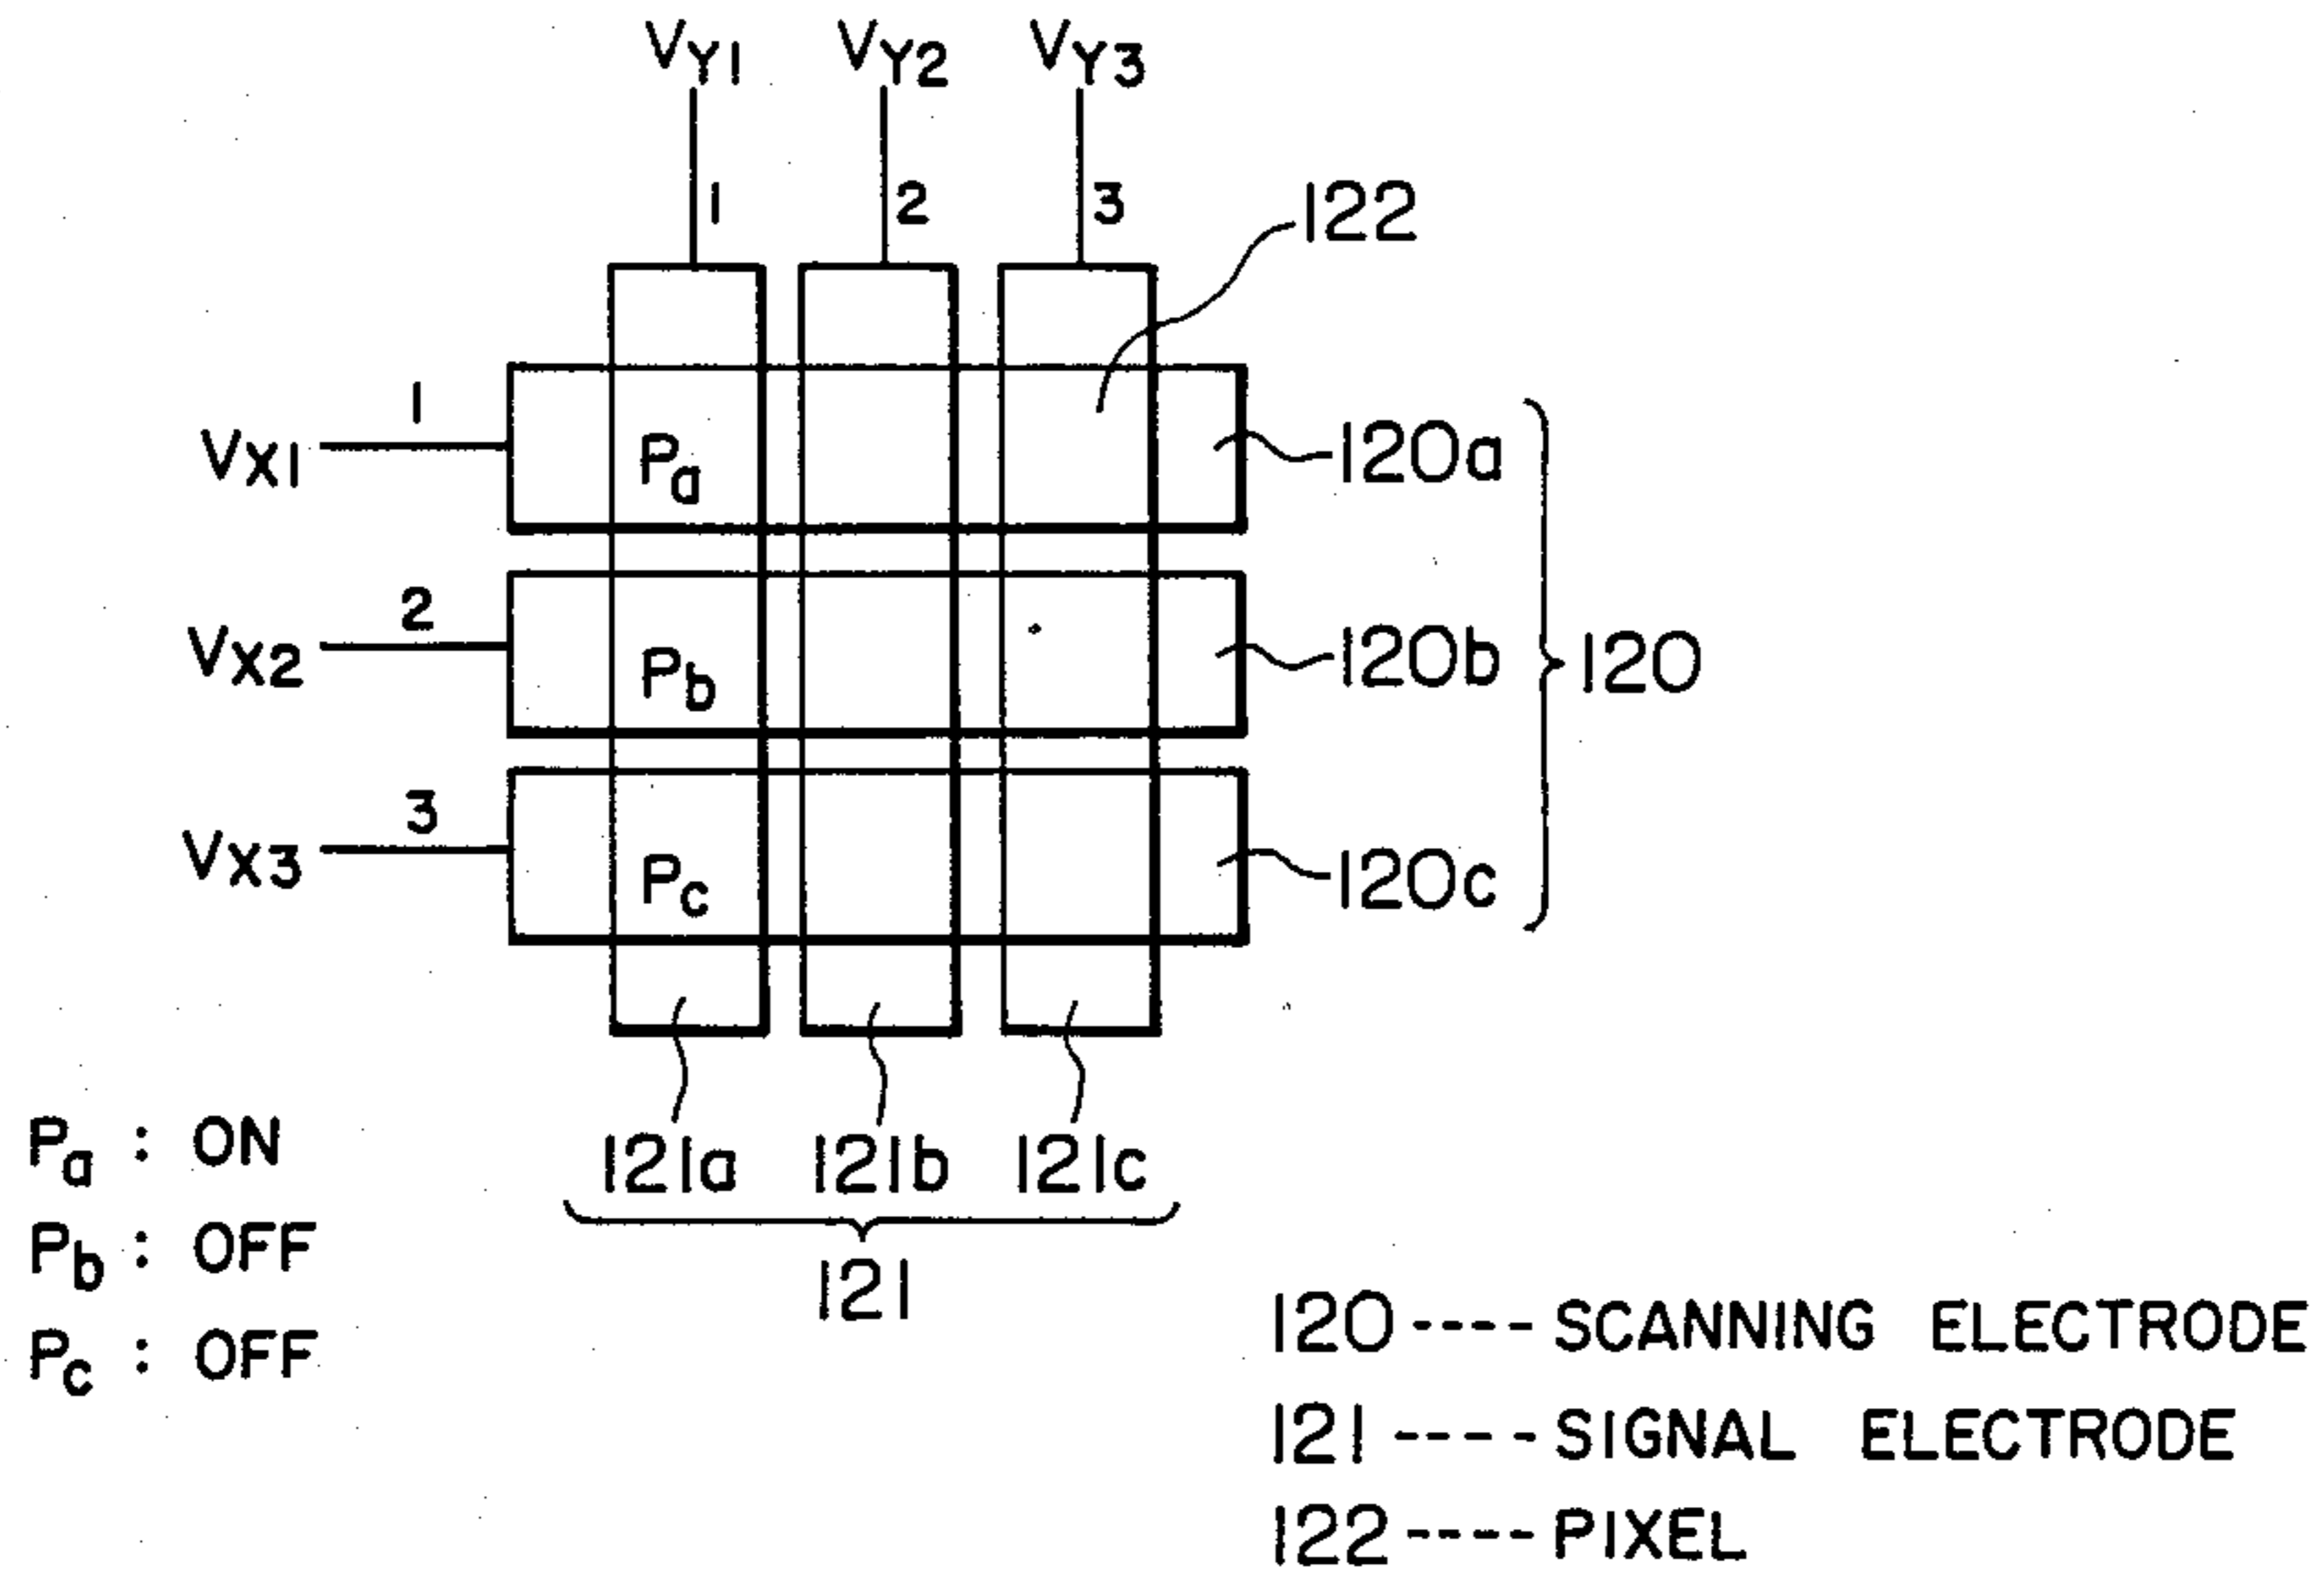 VY1 VY2 VY3
1 2 3
122
1
VX1 Pa 120a
2
VX2 Pb 120b 120
3
VX3 Pc 120c
121a 121b 121c
121
Pa : ON
Pb : OFF
Pc : OFF
120 ---- SCANNING ELECTRODE
121 ---- SIGNAL ELECTRODE
122 ---- PIXEL